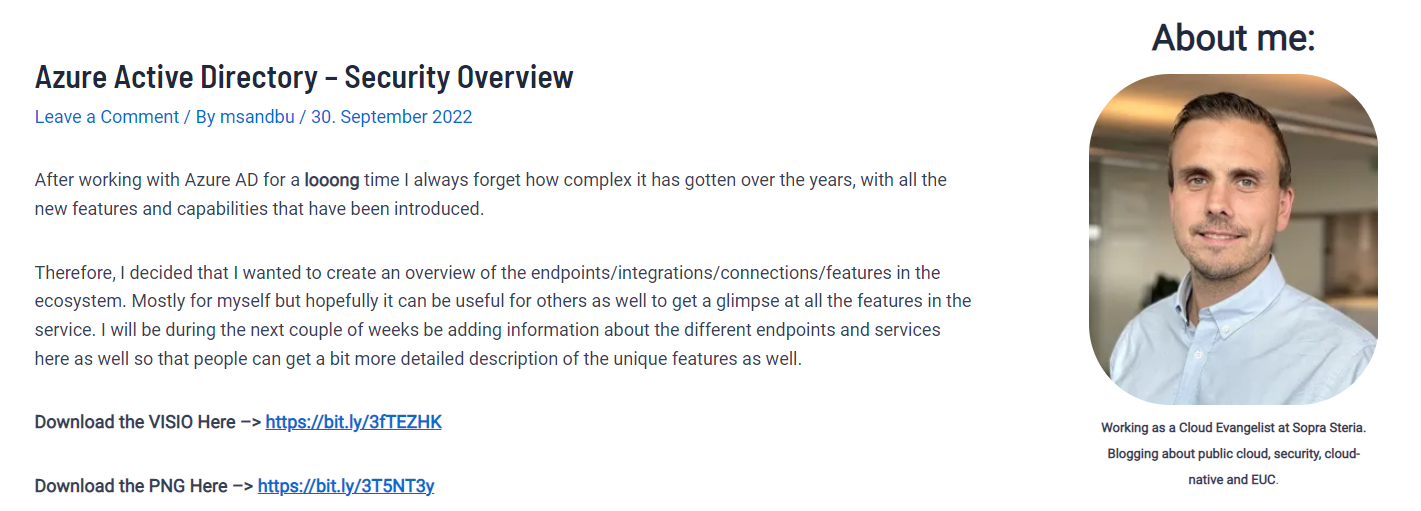 Azure Active Directory – Security Overview
Leave a Comment / By msandbu / 30. September 2022
After working with Azure AD for a looong time I always forget how complex it has gotten over the years, with all the
new features and capabilities that have been introduced.
Therefore, I decided that I wanted to create an overview of the endpoints/integrations/connections/features in the
ecosystem. Mostly for myself but hopefully it can be useful for others as well to get a glimpse at all the features in the
service. I will be during the next couple of weeks be adding information about the different endpoints and services
here as well so that people can get a bit more detailed description of the unique features as well.
Download the VISIO Here –> https://bit.ly/3fTEZHK
Download the PNG Here –> https://bit.ly/3T5NT3y
About me:
Working as a Cloud Evangelist at Sopra Steria.
Blogging about public cloud, security, cloud-
native and EUC.